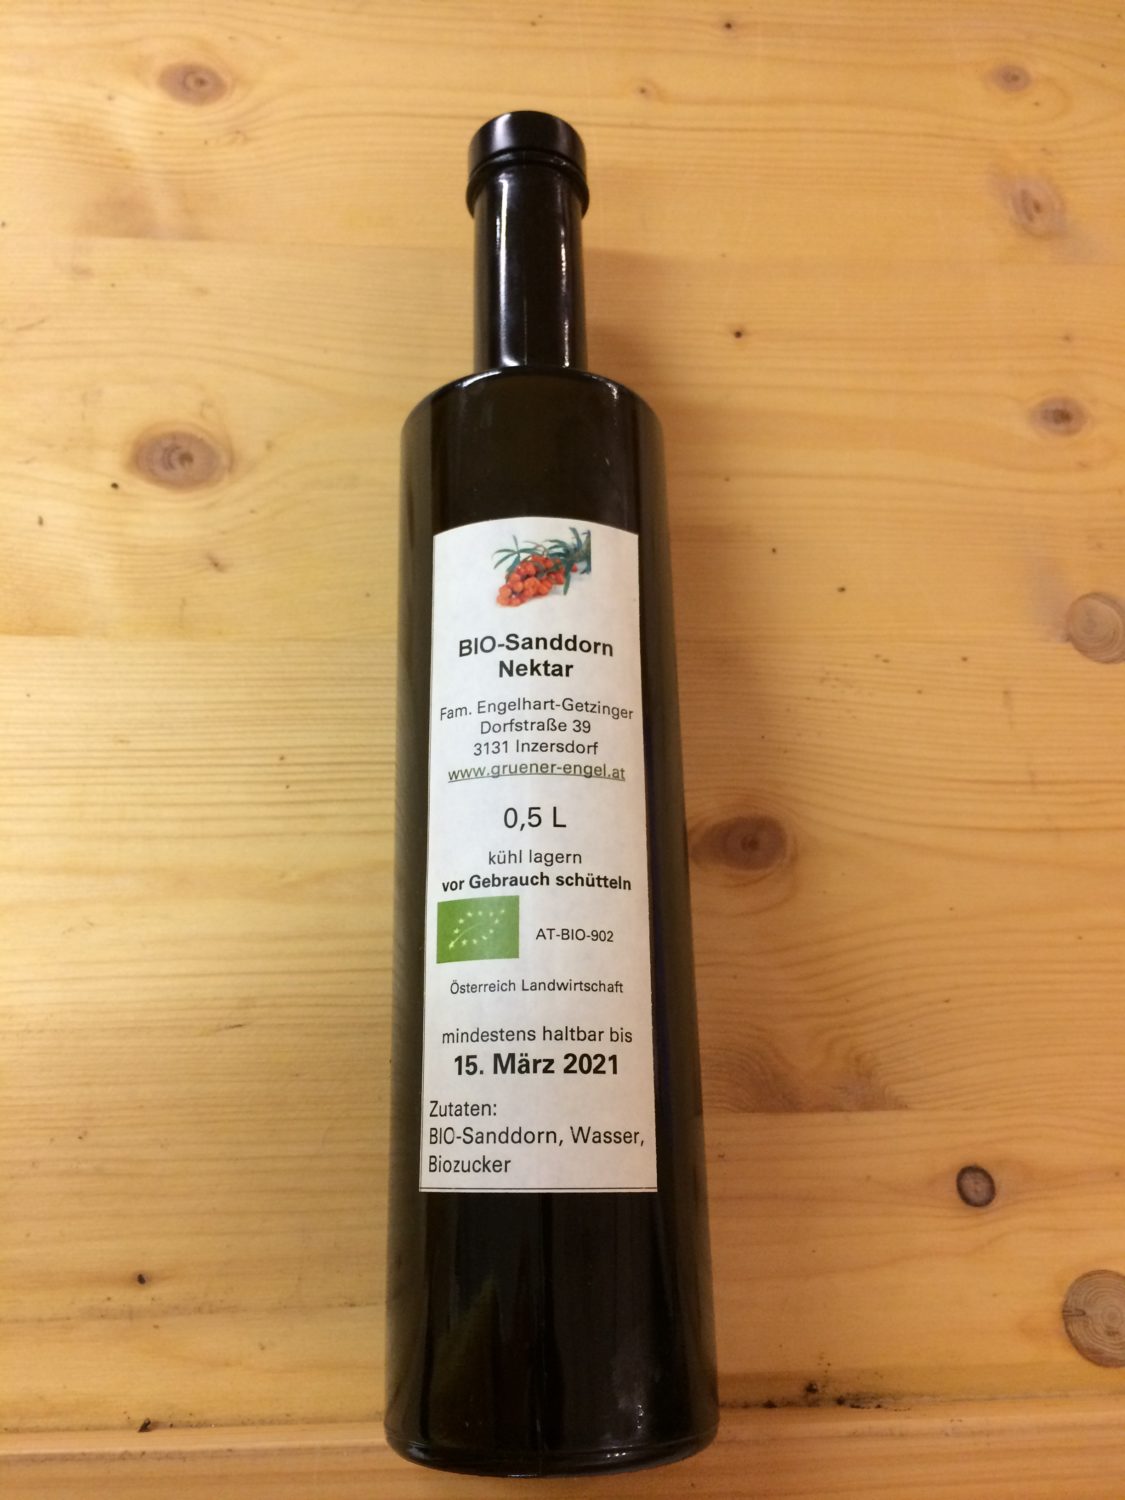 BIO-Sanddorn
Nektar
Fam. Engelhart-Getzinger
Dorfstraße 39
3131 Inzersdorf
www.gruener-engel.at
0,5 L
kühl lagern
vor Gebrauch schütteln
AT-BIO-902
Österreich Landwirtschaft
mindestens haltbar bis
15. März 2021
Zutaten:
BIO-Sanddorn, Wasser,
Biozucker